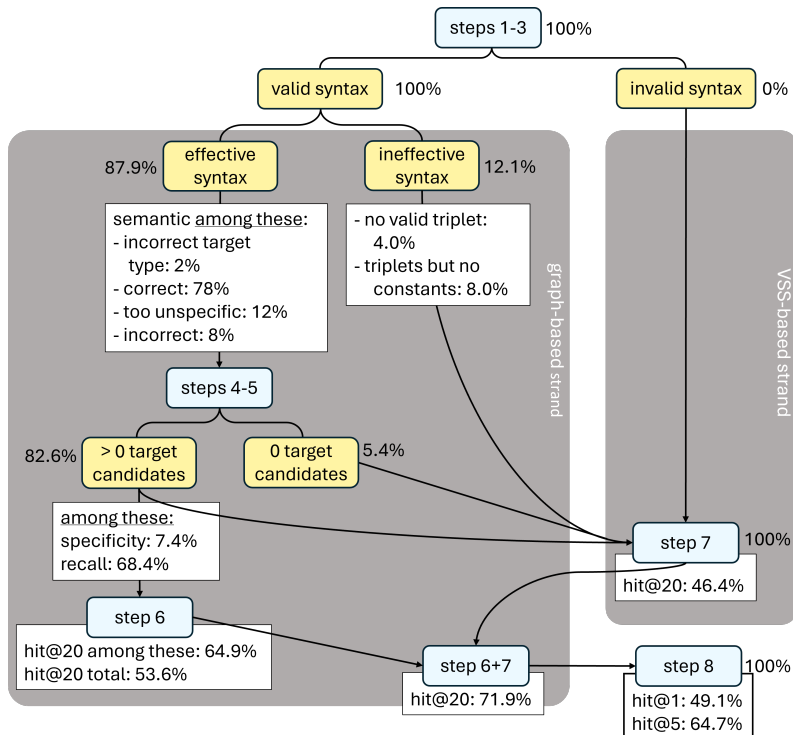 steps 1-3
100%
valid syntax
100%
invalid syntax
0%
87.9%
effective
syntax
ineffective
syntax
12.1%
semantic among these:
- incorrect target
type: 2%
- correct: 78%
- too unspecific: 12%
- incorrect: 8%
- no valid triplet:
4.0%
- triplets but no
constants: 8.0%
graph-based strand
VSS-based strand
steps 4-5
82.6%
> 0 target
candidates
0 target
candidates
5.4%
among these:
specificity: 7.4%
recall: 68.4%
step 7
100%
hit@20: 46.4%
step 6
hit@20 among these: 64.9%
hit@20 total: 53.6%
step 6+7
hit@20: 71.9%
step 8
100%
hit@1: 49.1%
hit@5: 64.7%